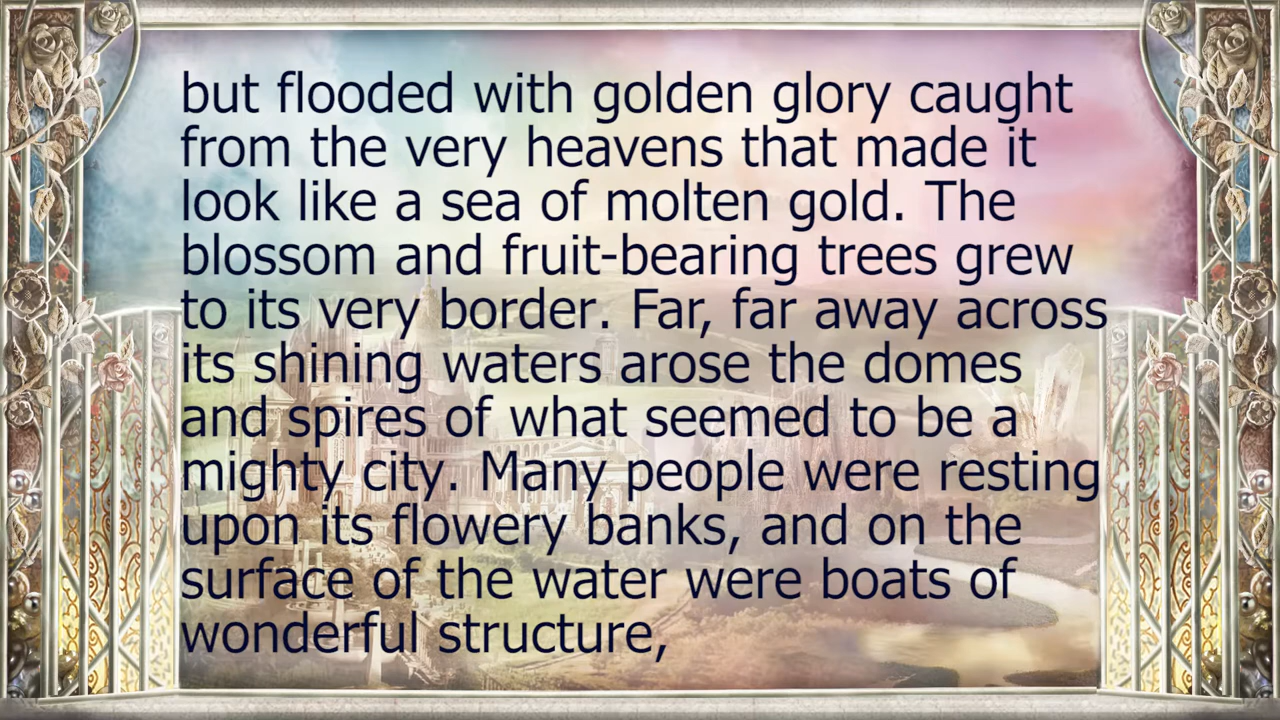 but flooded with golden glory caught
from the very heavens that made it
look like a sea of molten gold. The
blossom and fruit-bearing trees grew
to its very border. Far, far away across
its shining waters arose the domes
and spires of what seemed to be a
mighty city. Many people were resting
upon its flowery banks, and on the
surface of the water were boats of
wonderful structure,